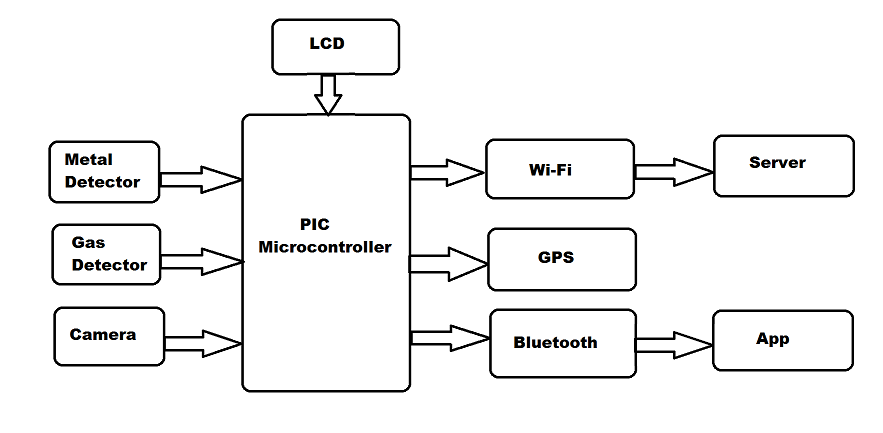 LCD
Metal
Detector
Wi-Fi
Server
PIC
Microcontroller
Gas
Detector
GPS
Camera
Bluetooth
App